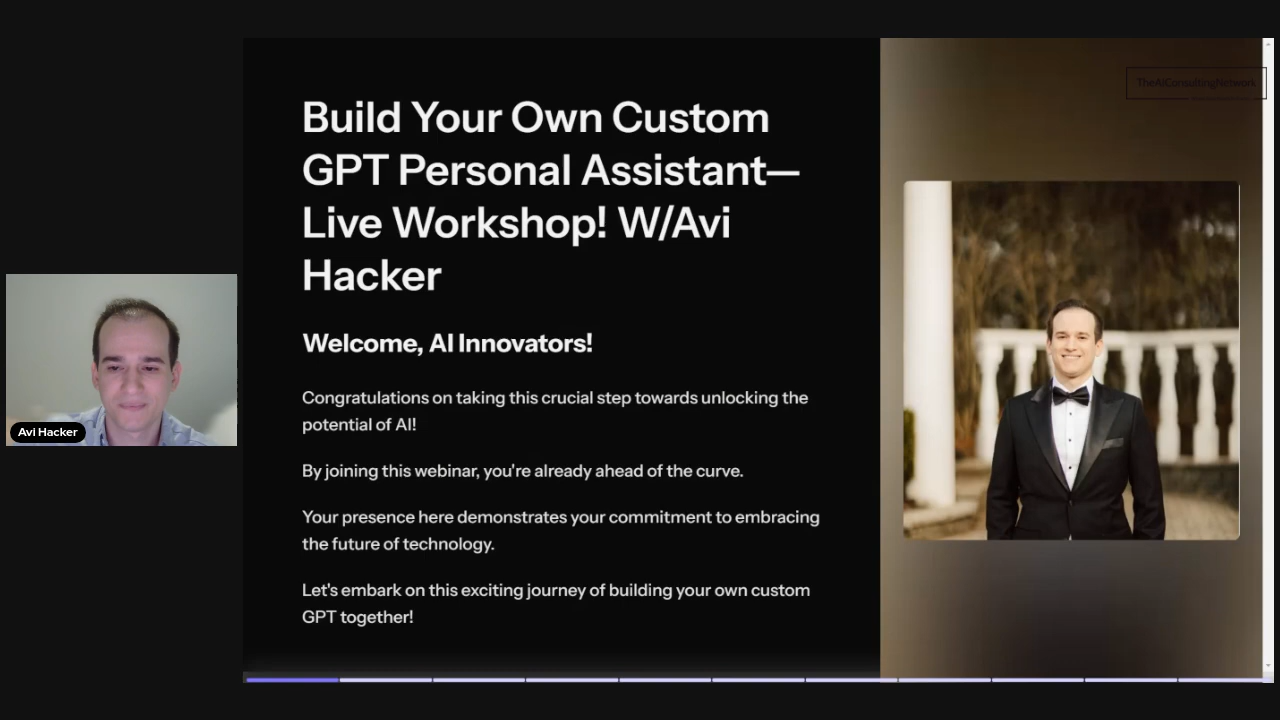 Build Your Own Custom
GPT Personal Assistant—
Live Workshop! W/Avi
Hacker
Welcome, AI Innovators!
Congratulations on taking this crucial step towards unlocking the
potential of AI!
By joining this webinar, you're already ahead of the curve.
Your presence here demonstrates your commitment to embracing
the future of technology.
Let's embark on this exciting journey of building your own custom
GPT together!
TheAIConsultingNetwork
Avi Hacker